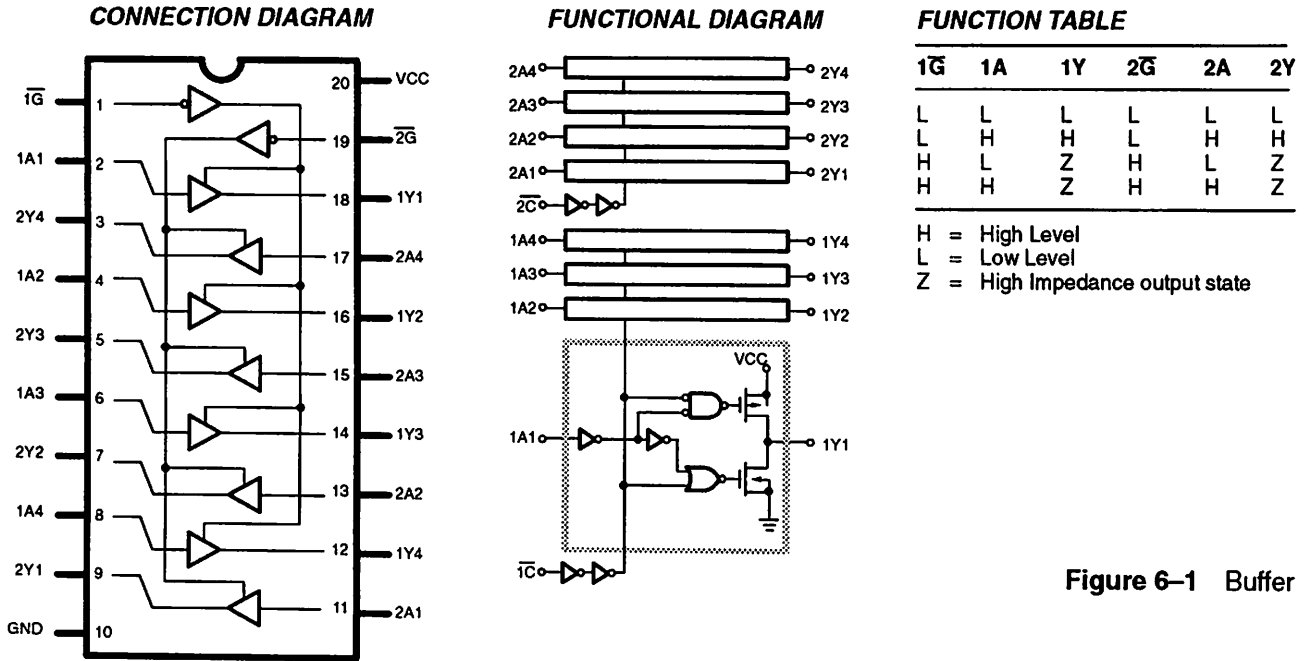 CONNECTION DIAGRAM
1G̅
1A1
2Y4
1A2
2Y3
1A3
2Y2
1A4
2Y1
GND
1
2
3
4
5
6
7
8
9
10
20
19
18
17
16
15
14
13
12
11
VCC
2̅G̅
1Y1
2A4
1Y2
2A3
1Y3
2A2
1Y4
2A1
FUNCTIONAL DIAGRAM
2A4 2Y4
2A3 2Y3
2A2 2Y2
2A1 2Y1
2̅C̅
1A4 1Y4
1A3 1Y3
1A2 1Y2
VCC
1A1 1Y1
1̅C̅
FUNCTION TABLE
1G̅ 1A 1Y 2G̅ 2A 2Y
L L L L L L
L H H L H H
H L Z H L Z
H H Z H H Z
H = High Level
L = Low Level
Z = High Impedance output state
Figure 6–1 Buffer